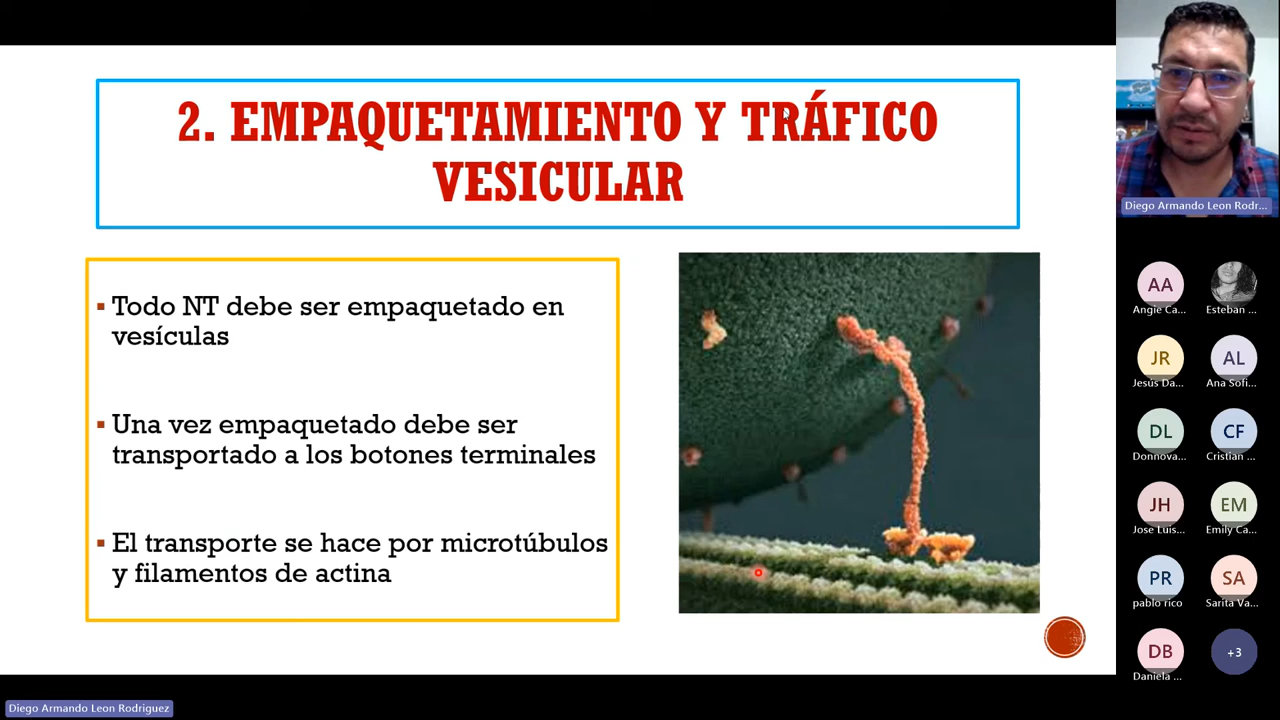 2. EMPAQUETAMIENTO Y TRÁFICO
VESICULAR
Todo NT debe ser empaquetado en
vesículas
Una vez empaquetado debe ser
transportado a los botones terminales
El transporte se hace por microtúbulos
y filamentos de actina
Diego Armando Leon Rodr...
AA
Angie Ca...
Esteban ...
JR
Jesús Da...
AL
Ana Sofi...
DL
Donnova...
CF
Cristian ...
JH
Jose Luis...
EM
Emily Ca...
PR
pablo rico
SA
Sarita Va...
DB
Daniela ...
+3
Diego Armando Leon Rodriguez